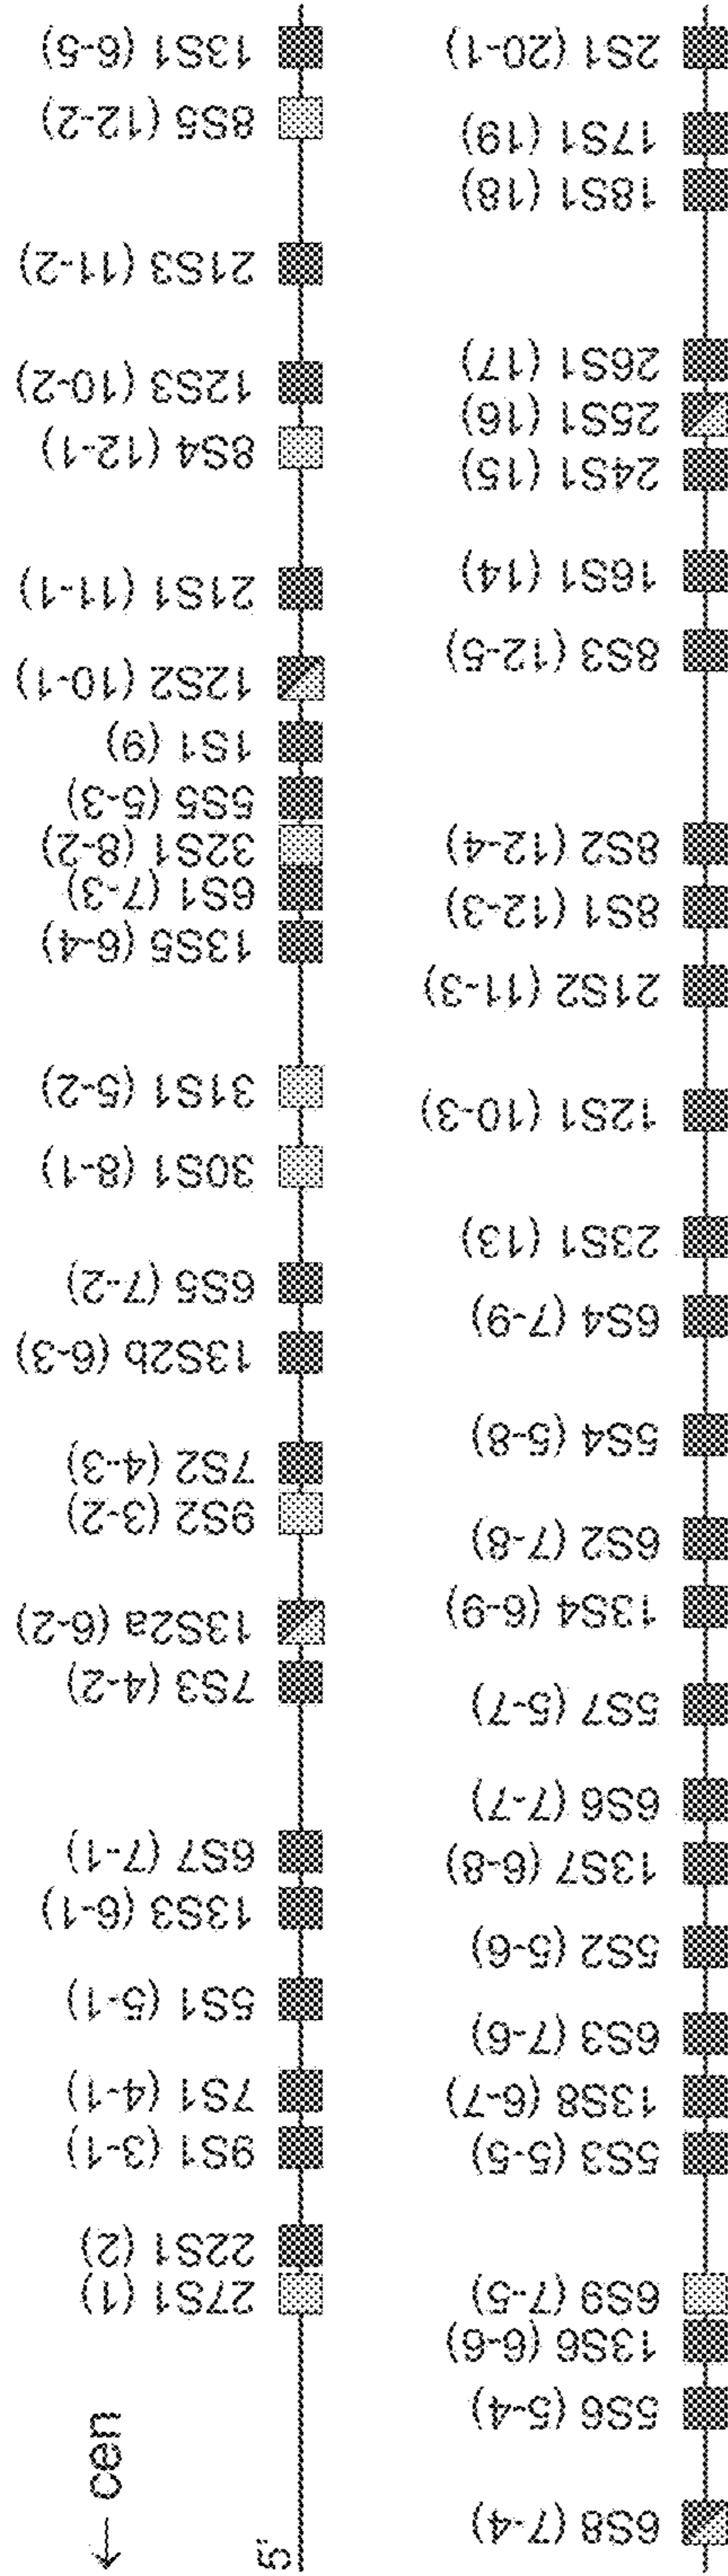 ← cen
5'
27S1 (1)
22S1 (2)
9S1 (3-1)
7S1 (4-1)
5S1 (5-1)
13S3 (6-1)
6S7 (7-1)
7S3 (4-2)
13S2a (6-2)
9S2 (3-2)
7S2 (4-3)
13S2b (6-3)
6S5 (7-2)
30S1 (8-1)
31S1 (5-2)
13S5 (6-4)
6S1 (7-3)
32S1 (8-2)
5S5 (5-3)
1S1 (9)
12S2 (10-1)
21S1 (11-1)
8S4 (12-1)
12S3 (10-2)
21S3 (11-2)
8S5 (12-2)
13S1 (6-5)
6S8 (7-4)
5S6 (5-4)
13S6 (6-6)
6S9 (7-5)
5S3 (5-5)
13S8 (6-7)
6S3 (7-6)
5S2 (5-6)
13S7 (6-8)
6S6 (7-7)
5S7 (5-7)
13S4 (6-9)
6S2 (7-8)
5S4 (5-8)
6S4 (7-9)
23S1 (13)
12S1 (10-3)
21S2 (11-3)
8S1 (12-3)
8S2 (12-4)
8S3 (12-5)
16S1 (14)
24S1 (15)
25S1 (16)
26S1 (17)
18S1 (18)
17S1 (19)
2S1 (20-1)